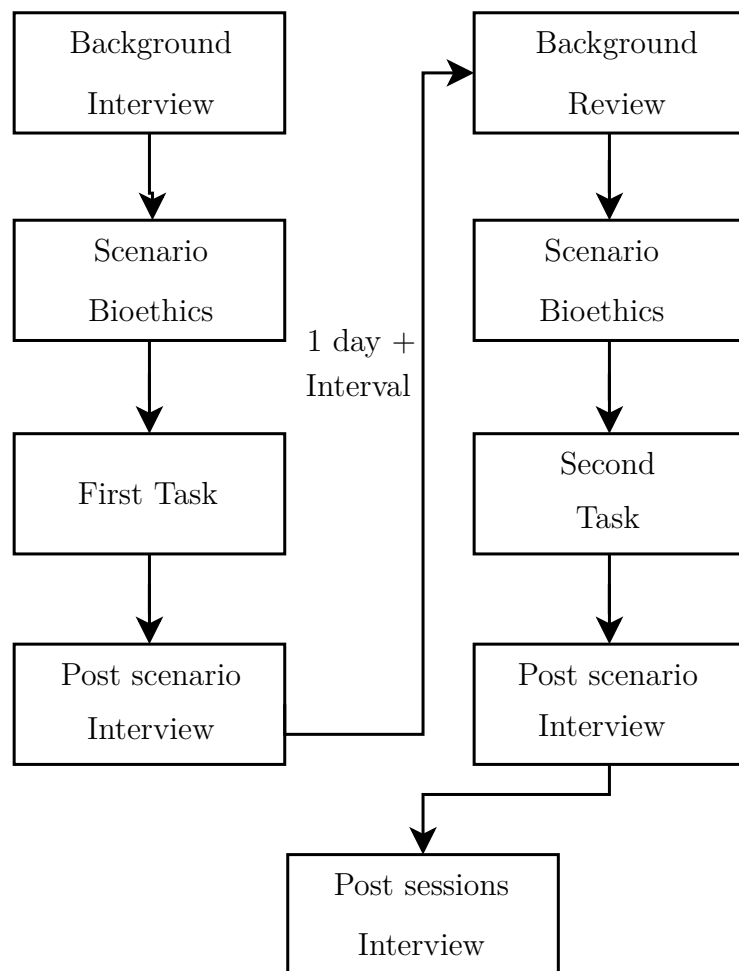 Background
Interview
Scenario
Bioethics
First Task
Post scenario
Interview
1 day +
Interval
Background
Review
Scenario
Bioethics
Second
Task
Post scenario
Interview
Post sessions
Interview